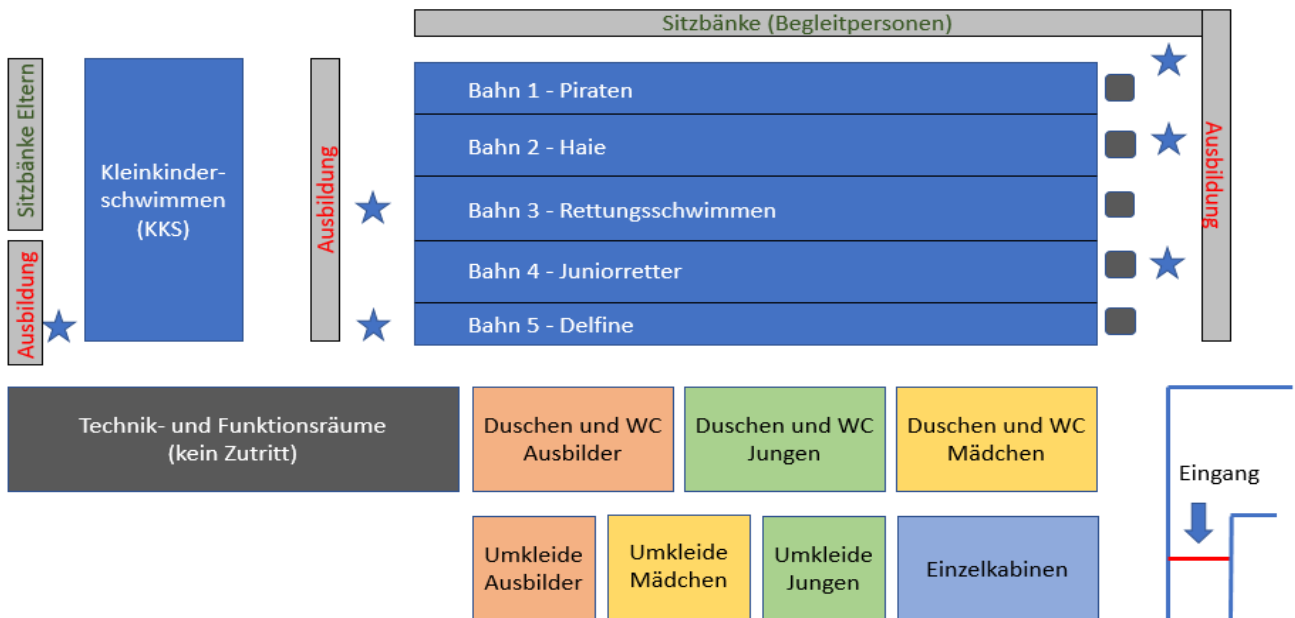 Sitzbänke (Begleitpersonen)
Sitzbänke Eltern
Ausbildung
Kleinkinder-
schwimmen
(KKS)
Ausbildung
Bahn 1 - Piraten
Bahn 2 - Haie
Bahn 3 - Rettungsschwimmen
Bahn 4 - Juniorretter
Bahn 5 - Delfine
Ausbildung
Technik- und Funktionsräume
(kein Zutritt)
Duschen und WC
Ausbilder
Duschen und WC
Jungen
Duschen und WC
Mädchen
Eingang
Umkleide
Ausbilder
Umkleide
Mädchen
Umkleide
Jungen
Einzelkabinen